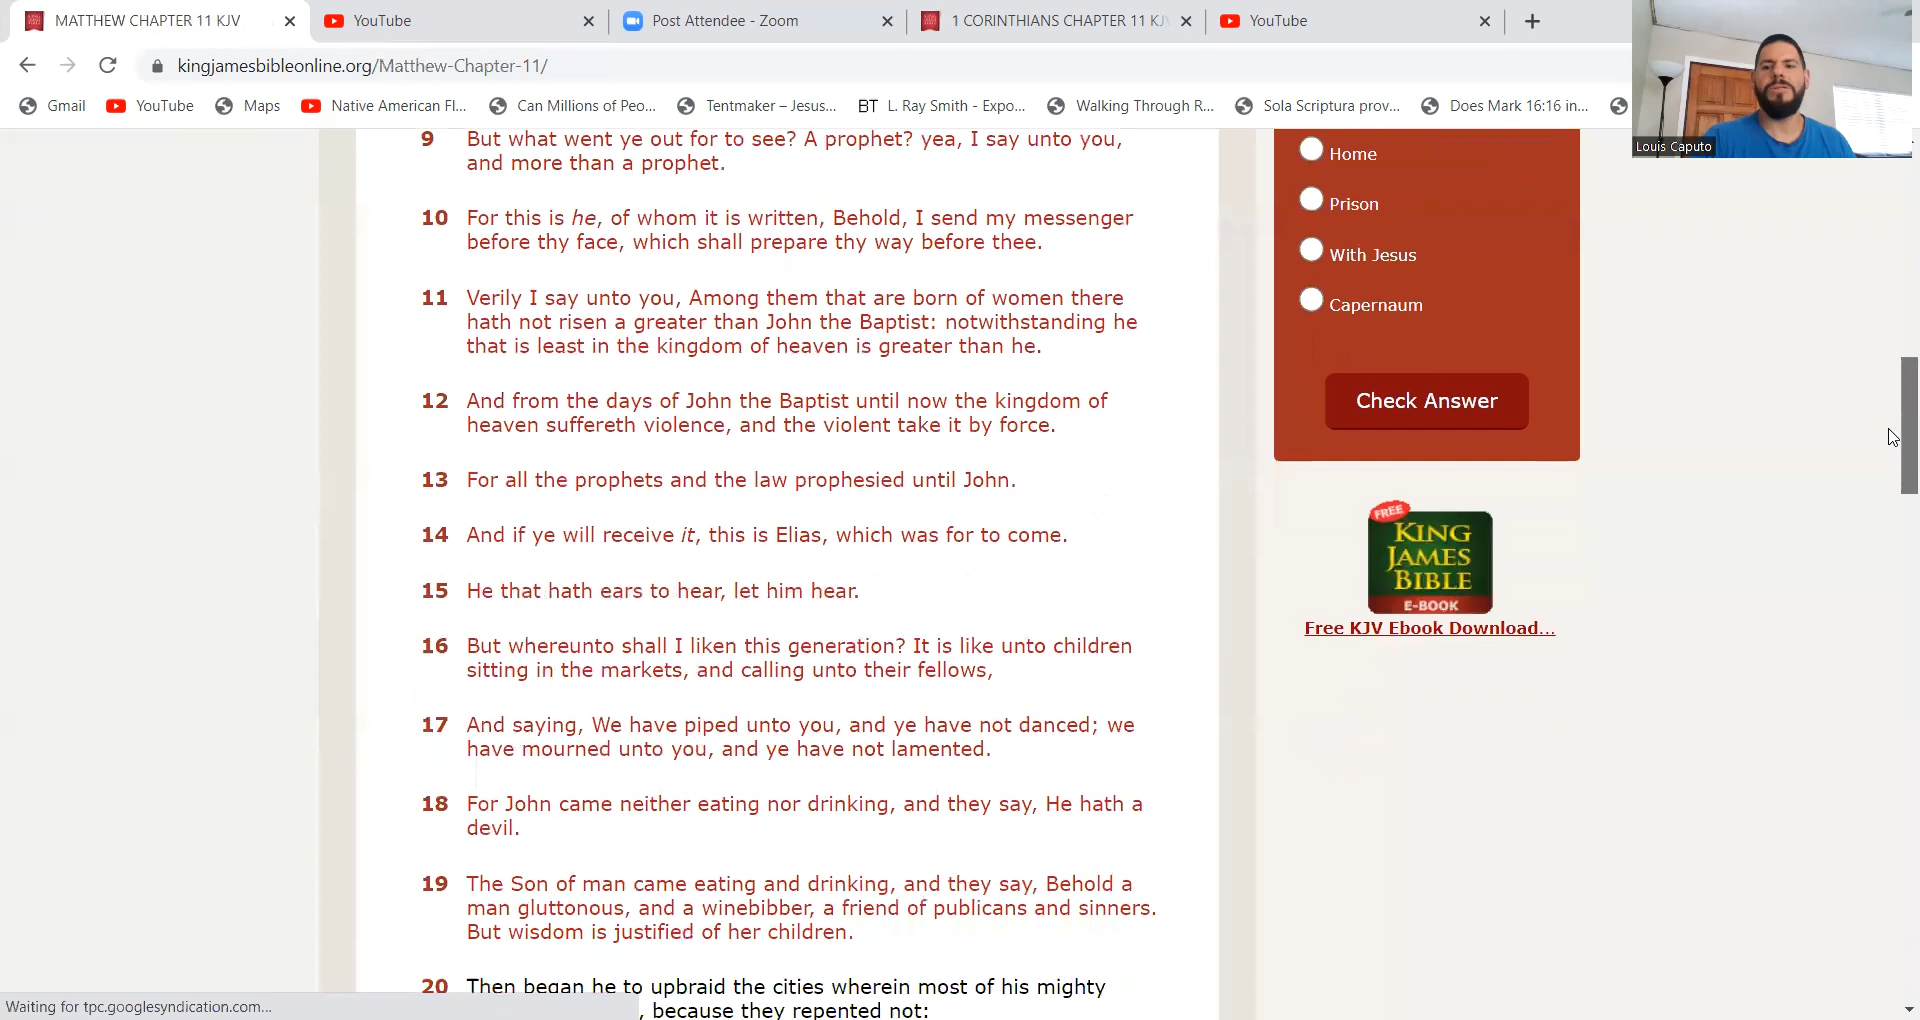 MATTHEW CHAPTER 11 KJV
YouTube
Post Attendee - Zoom
1 CORINTHIANS CHAPTER 11 KJV
YouTube
kingjamesbibleonline.org/Matthew-Chapter-11/
Gmail
YouTube
Maps
Native American Fl...
Can Millions of Peo...
Tentmaker – Jesus...
BT L. Ray Smith - Expo...
Walking Through R...
Sola Scriptura prov...
Does Mark 16:16 in...
Louis Caputo
9 But what went ye out for to see? A prophet? yea, I say unto you,
and more than a prophet.
10 For this is he, of whom it is written, Behold, I send my messenger
before thy face, which shall prepare thy way before thee.
11 Verily I say unto you, Among them that are born of women there
hath not risen a greater than John the Baptist: notwithstanding he
that is least in the kingdom of heaven is greater than he.
12 And from the days of John the Baptist until now the kingdom of
heaven suffereth violence, and the violent take it by force.
13 For all the prophets and the law prophesied until John.
14 And if ye will receive it, this is Elias, which was for to come.
15 He that hath ears to hear, let him hear.
16 But whereunto shall I liken this generation? It is like unto children
sitting in the markets, and calling unto their fellows,
17 And saying, We have piped unto you, and ye have not danced; we
have mourned unto you, and ye have not lamented.
18 For John came neither eating nor drinking, and they say, He hath a
devil.
19 The Son of man came eating and drinking, and they say, Behold a
man gluttonous, and a winebibber, a friend of publicans and sinners.
But wisdom is justified of her children.
20 Then began he to upbraid the cities wherein most of his mighty
, because they repented not:
Home
Prison
With Jesus
Capernaum
Check Answer
FREE
KING
JAMES
BIBLE
E-BOOK
Free KJV Ebook Download...
Waiting for tpc.googlesyndication.com...